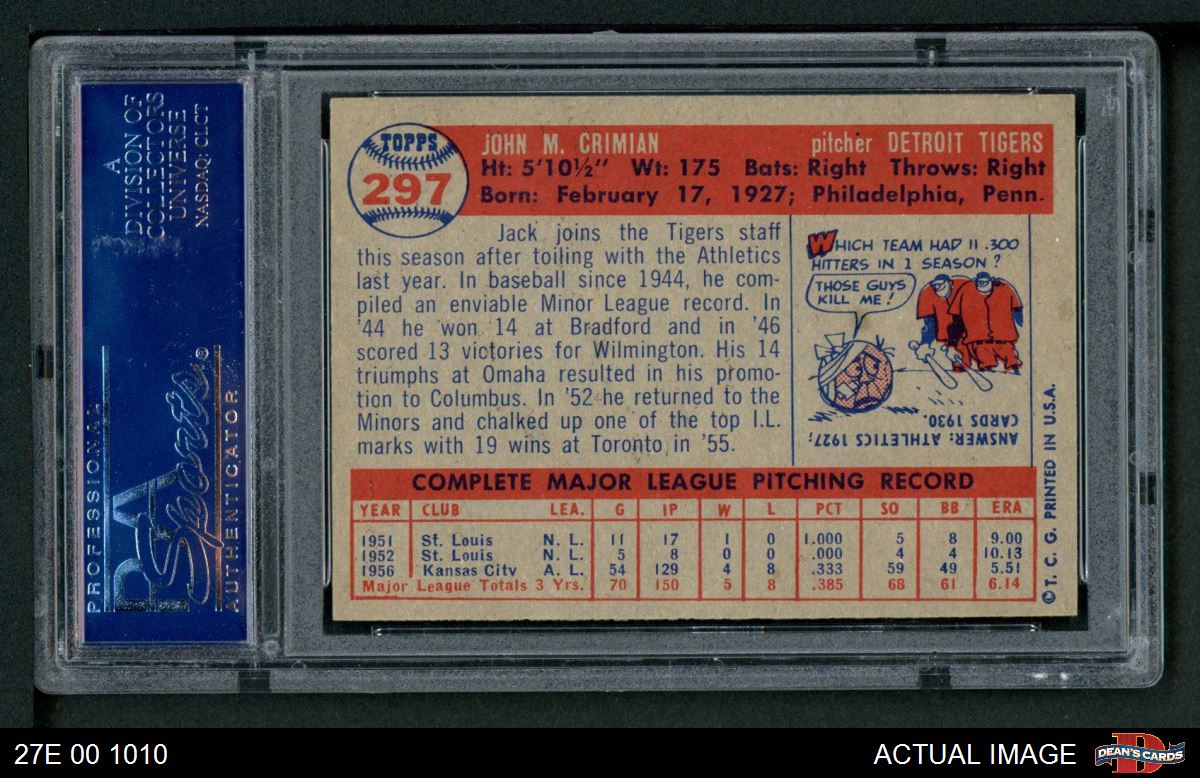 A
DIVISION OF
COLLECTORS
UNIVERSE
NASDAQ: CLCT
PROFESSIONAL
PSA
Sports®
AUTHENTICATOR
TOPPS
297
JOHN M. CRIMIAN pitcher DETROIT TIGERS
Ht: 5'10½" Wt: 175 Bats: Right Throws: Right
Born: February 17, 1927; Philadelphia, Penn.
Jack joins the Tigers staff
this season after toiling with the Athletics
last year. In baseball since 1944, he com-
piled an enviable Minor League record. In
'44 he won 14 at Bradford and in '46
scored 13 victories for Wilmington. His 14
triumphs at Omaha resulted in his promo-
tion to Columbus. In '52 he returned to the
Minors and chalked up one of the top I.L.
marks with 19 wins at Toronto in '55.
WHICH TEAM HAD 11 .300
HITTERS IN 1 SEASON?
THOSE GUYS
KILL ME!
ANSWER: ATHLETICS 1927;
CARDS 1930.
COMPLETE MAJOR LEAGUE PITCHING RECORD
YEAR CLUB LEA. G IP W L PCT SO BB ERA
1951 St. Louis N. L. 11 17 1 0 1.000 5 8 9.00
1952 St. Louis N. L. 5 8 0 0 .000 4 4 10.13
1956 Kansas City A. L. 54 129 4 8 .333 59 49 5.51
Major League Totals 3 Yrs. 70 150 5 8 .385 68 61 6.14
© T. C. G. PRINTED IN U.S.A.
27E 00 1010
ACTUAL IMAGE
D
DEAN'S CARDS